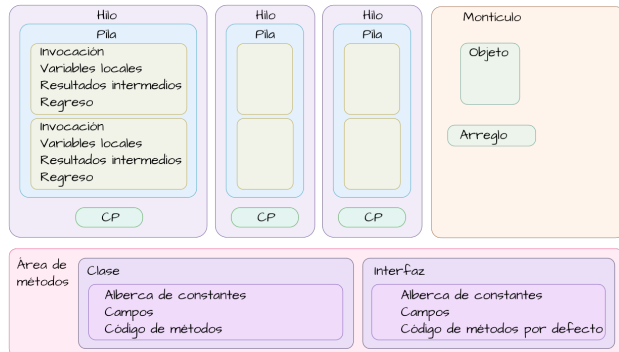 Hilo
Pila
Invocación
Variables locales
Resultados intermedios
Regreso
Invocación
Variables locales
Resultados intermedios
Regreso
CP
Hilo
Pila
CP
Hilo
Pila
CP
Montículo
Objeto
Arreglo
Área de
métodos
Clase
Alberca de constantes
Campos
Código de métodos
Interfaz
Alberca de constantes
Campos
Código de métodos por defecto